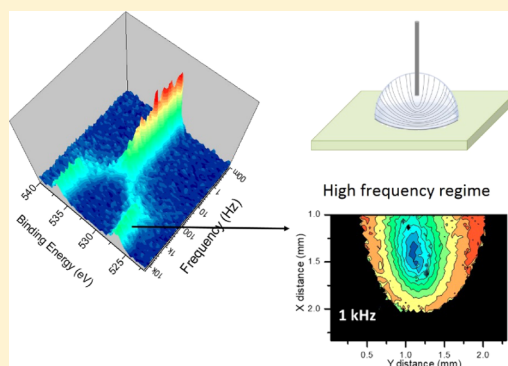 540
535
530
525
Binding Energy (eV)
1
10
100
1k
10k
Frequency (Hz)
High frequency regime
1.0
1.5
2.0
X distance (mm)
1 kHz
0.5 1.0 1.5 2.0
Y distance (mm)